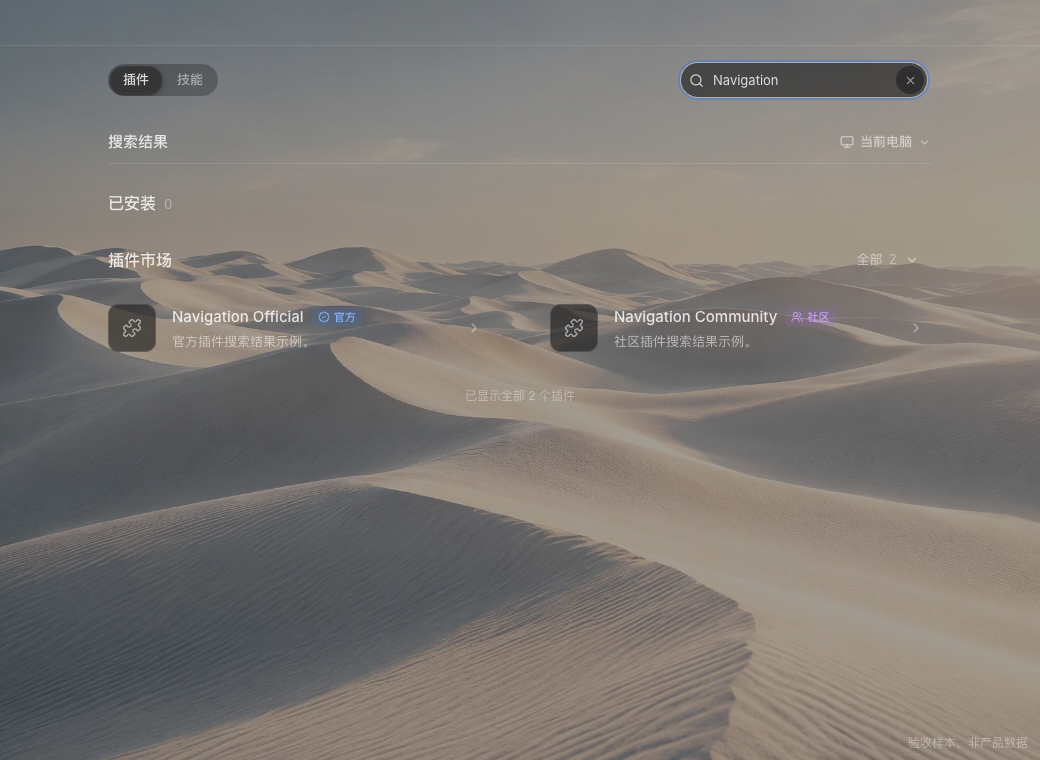 插件 技能 Navigation
搜索结果 当前电脑
已安装 0
插件市场 全部 2
Navigation Official 官方
官方插件搜索结果示例。
Navigation Community 社区
社区插件搜索结果示例。
已显示全部 2 个插件
验收样本，非产品数据